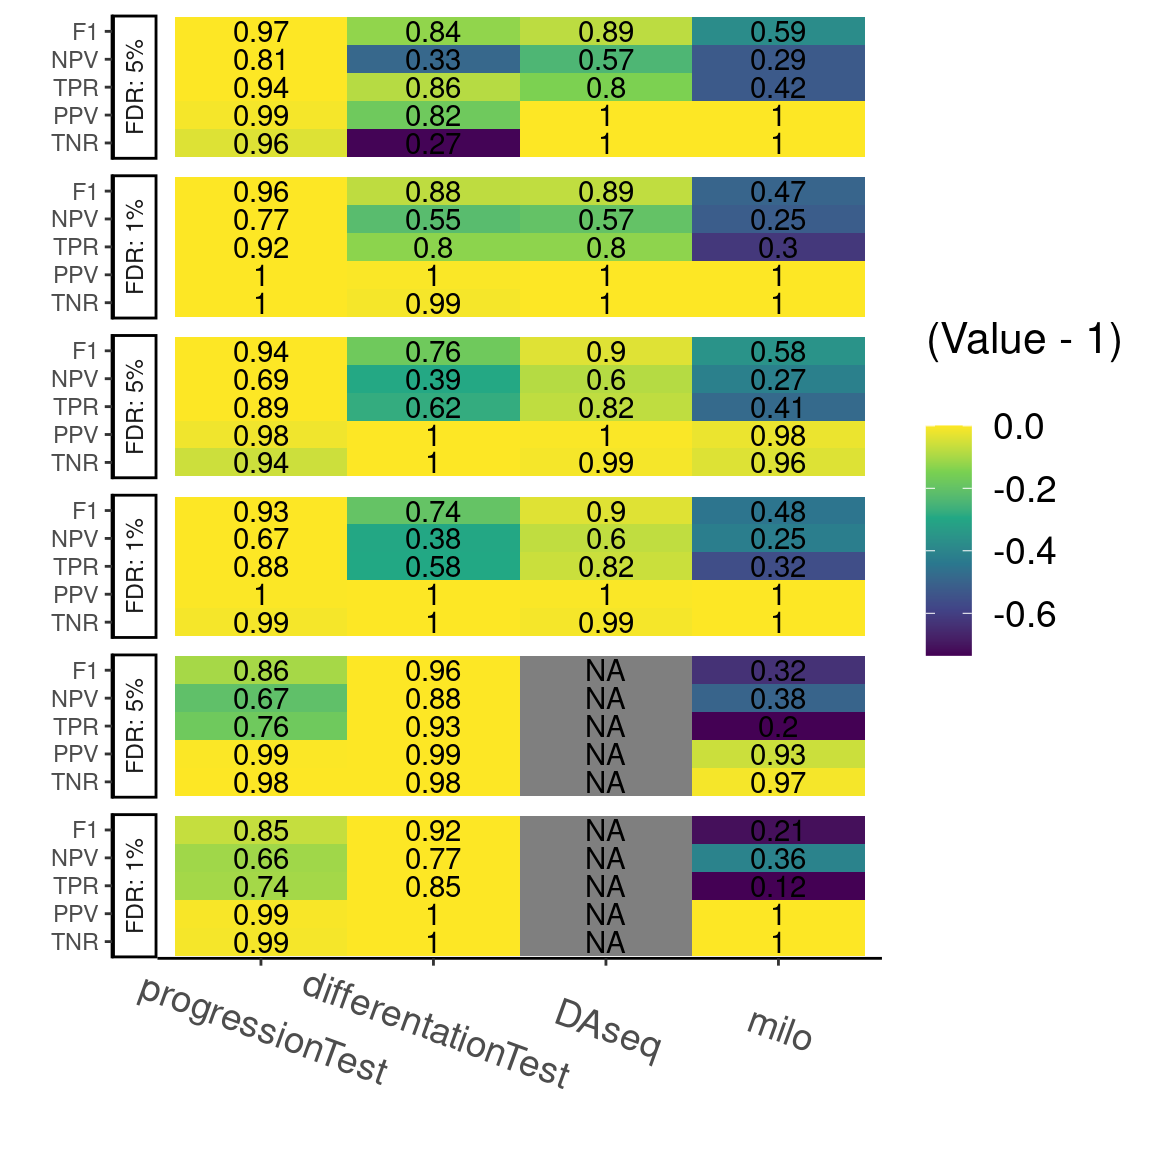 FDR: 5%
F1 0.97 0.84 0.89 0.59
NPV 0.81 0.33 0.57 0.29
TPR 0.94 0.86 0.8 0.42
PPV 0.99 0.82 1 1
TNR 0.96 0.27 1 1
FDR: 1%
F1 0.96 0.88 0.89 0.47
NPV 0.77 0.55 0.57 0.25
TPR 0.92 0.8 0.8 0.3
PPV 1 1 1 1
TNR 1 0.99 1 1
FDR: 5%
F1 0.94 0.76 0.9 0.58
NPV 0.69 0.39 0.6 0.27
TPR 0.89 0.62 0.82 0.41
PPV 0.98 1 1 0.98
TNR 0.94 1 0.99 0.96
FDR: 1%
F1 0.93 0.74 0.9 0.48
NPV 0.67 0.38 0.6 0.25
TPR 0.88 0.58 0.82 0.32
PPV 1 1 1 1
TNR 0.99 1 0.99 1
FDR: 5%
F1 0.86 0.96 NA 0.32
NPV 0.67 0.88 NA 0.38
TPR 0.76 0.93 NA 0.2
PPV 0.99 0.99 NA 0.93
TNR 0.98 0.98 NA 0.97
FDR: 1%
F1 0.85 0.92 NA 0.21
NPV 0.66 0.77 NA 0.36
TPR 0.74 0.85 NA 0.12
PPV 0.99 1 NA 1
TNR 0.99 1 NA 1
progressionTest differentationTest DAseq milo
(Value - 1)
0.0
-0.2
-0.4
-0.6